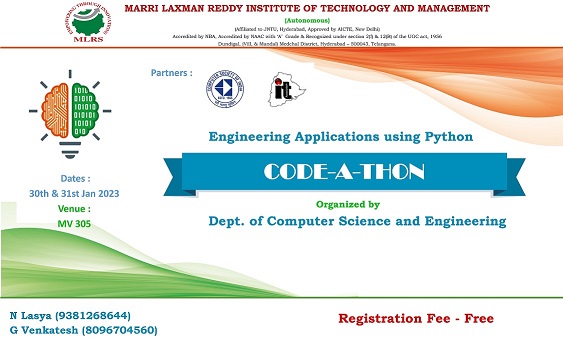 MARRI LAXMAN REDDY INSTITUTE OF TECHNOLOGY AND MANAGEMENT
(Autonomous)
(Affiliated to JNTU, Hyderabad, Approved by AICTE, New Delhi)
Accredited by NBA, Accredited by NAAC with 'A' Grade & Recognized under section 2(f) & 12(B) of the UGC act, 1956
Dundigal, (Vill, & Mandal) Medchal District, Hyderabad – 500043, Telangana.
MLRS
Partners :
it
Engineering Applications using Python
CODE-A-THON
Organized by
Dept. of Computer Science and Engineering
Dates :
30th & 31st Jan 2023
Venue :
MV 305
N Lasya (9381268644)
G Venkatesh (8096704560)
Registration Fee - Free